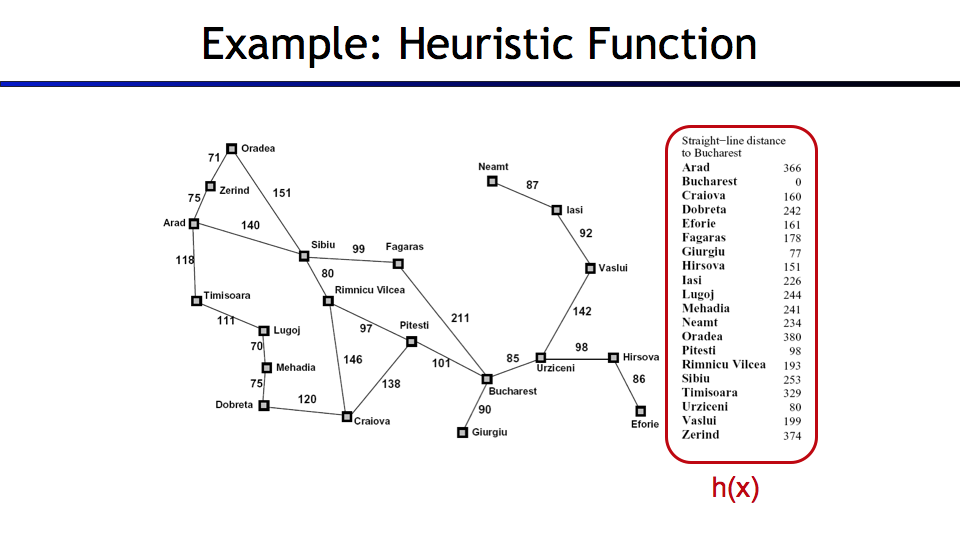 Example: Heuristic Function
Oradea
71
Zerind
151
75
Arad
140
118
Sibiu
99
Fagaras
80
Rimnicu Vilcea
Timisoara
111
Lugoj
70
Mehadia
75
Dobreta
120
146
97
Pitesti
211
101
138
Craiova
Neamt
87
Iasi
92
Vaslui
142
85
98
Urziceni
Hirsova
86
Eforie
Bucharest
90
Giurgiu
Straight−line distance
to Bucharest
Arad 366
Bucharest 0
Craiova 160
Dobreta 242
Eforie 161
Fagaras 178
Giurgiu 77
Hirsova 151
Iasi 226
Lugoj 244
Mehadia 241
Neamt 234
Oradea 380
Pitesti 98
Rimnicu Vilcea 193
Sibiu 253
Timisoara 329
Urziceni 80
Vaslui 199
Zerind 374
h(x)